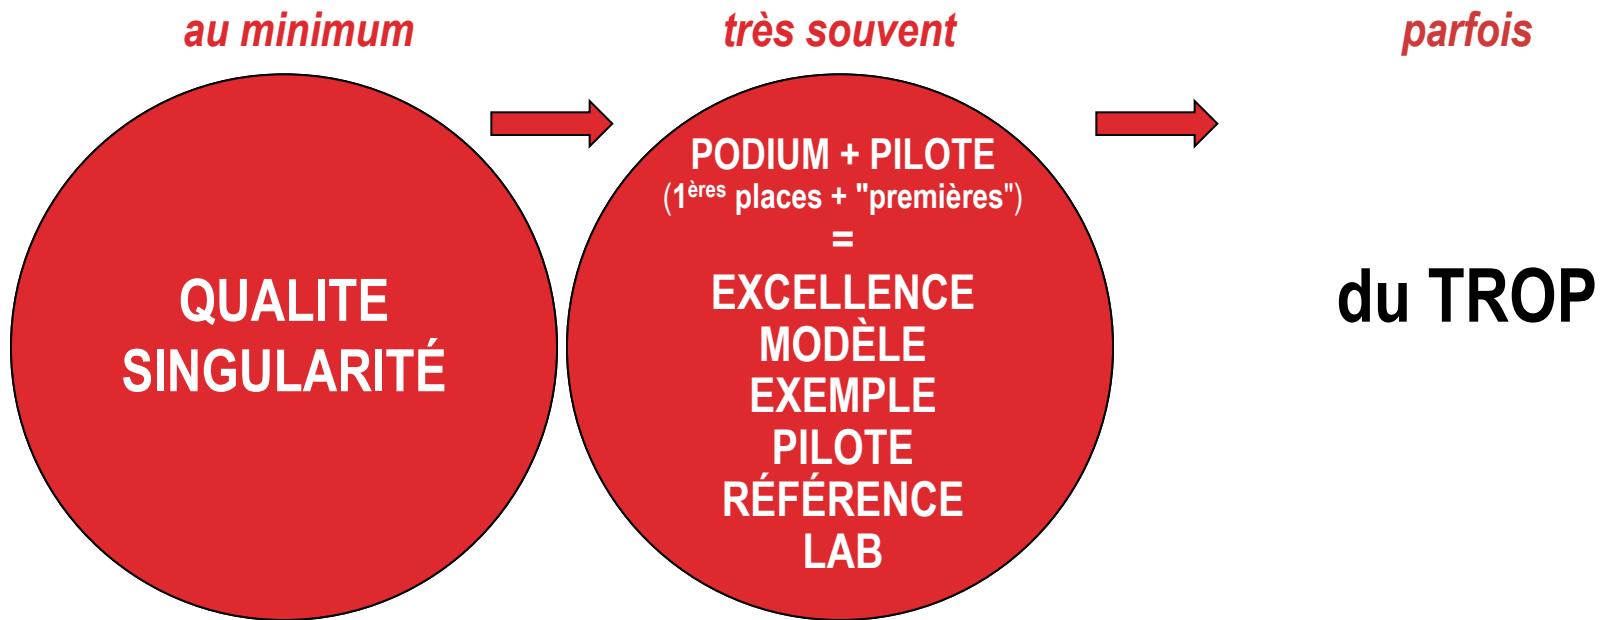 au minimum
très souvent
parfois
QUALITE
SINGULARITÉ
PODIUM + PILOTE
(1ères places + "premières")
=
EXCELLENCE
MODÈLE
EXEMPLE
PILOTE
RÉFÉRENCE
LAB
du TROP